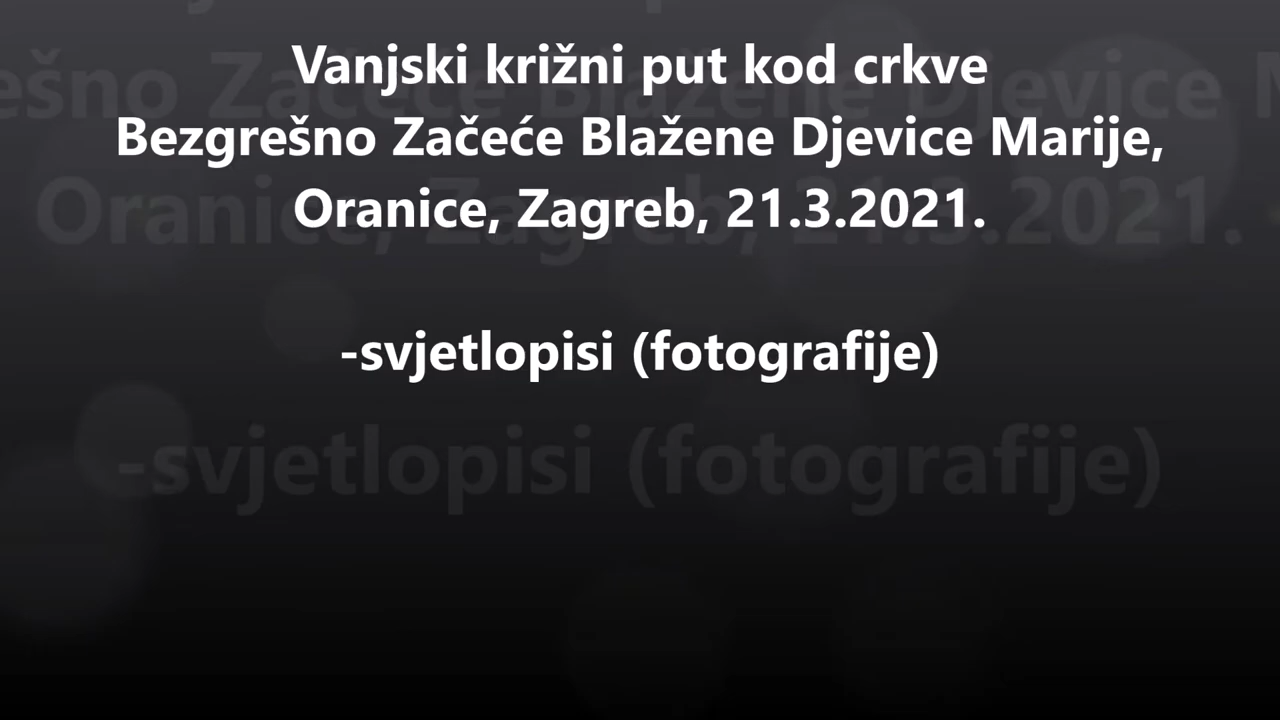 Vanjski križni put kod crkve
Bezgrešno Začeće Blažene Djevice Marije,
Oranice, Zagreb, 21.3.2021.
-svjetlopisi (fotografije)